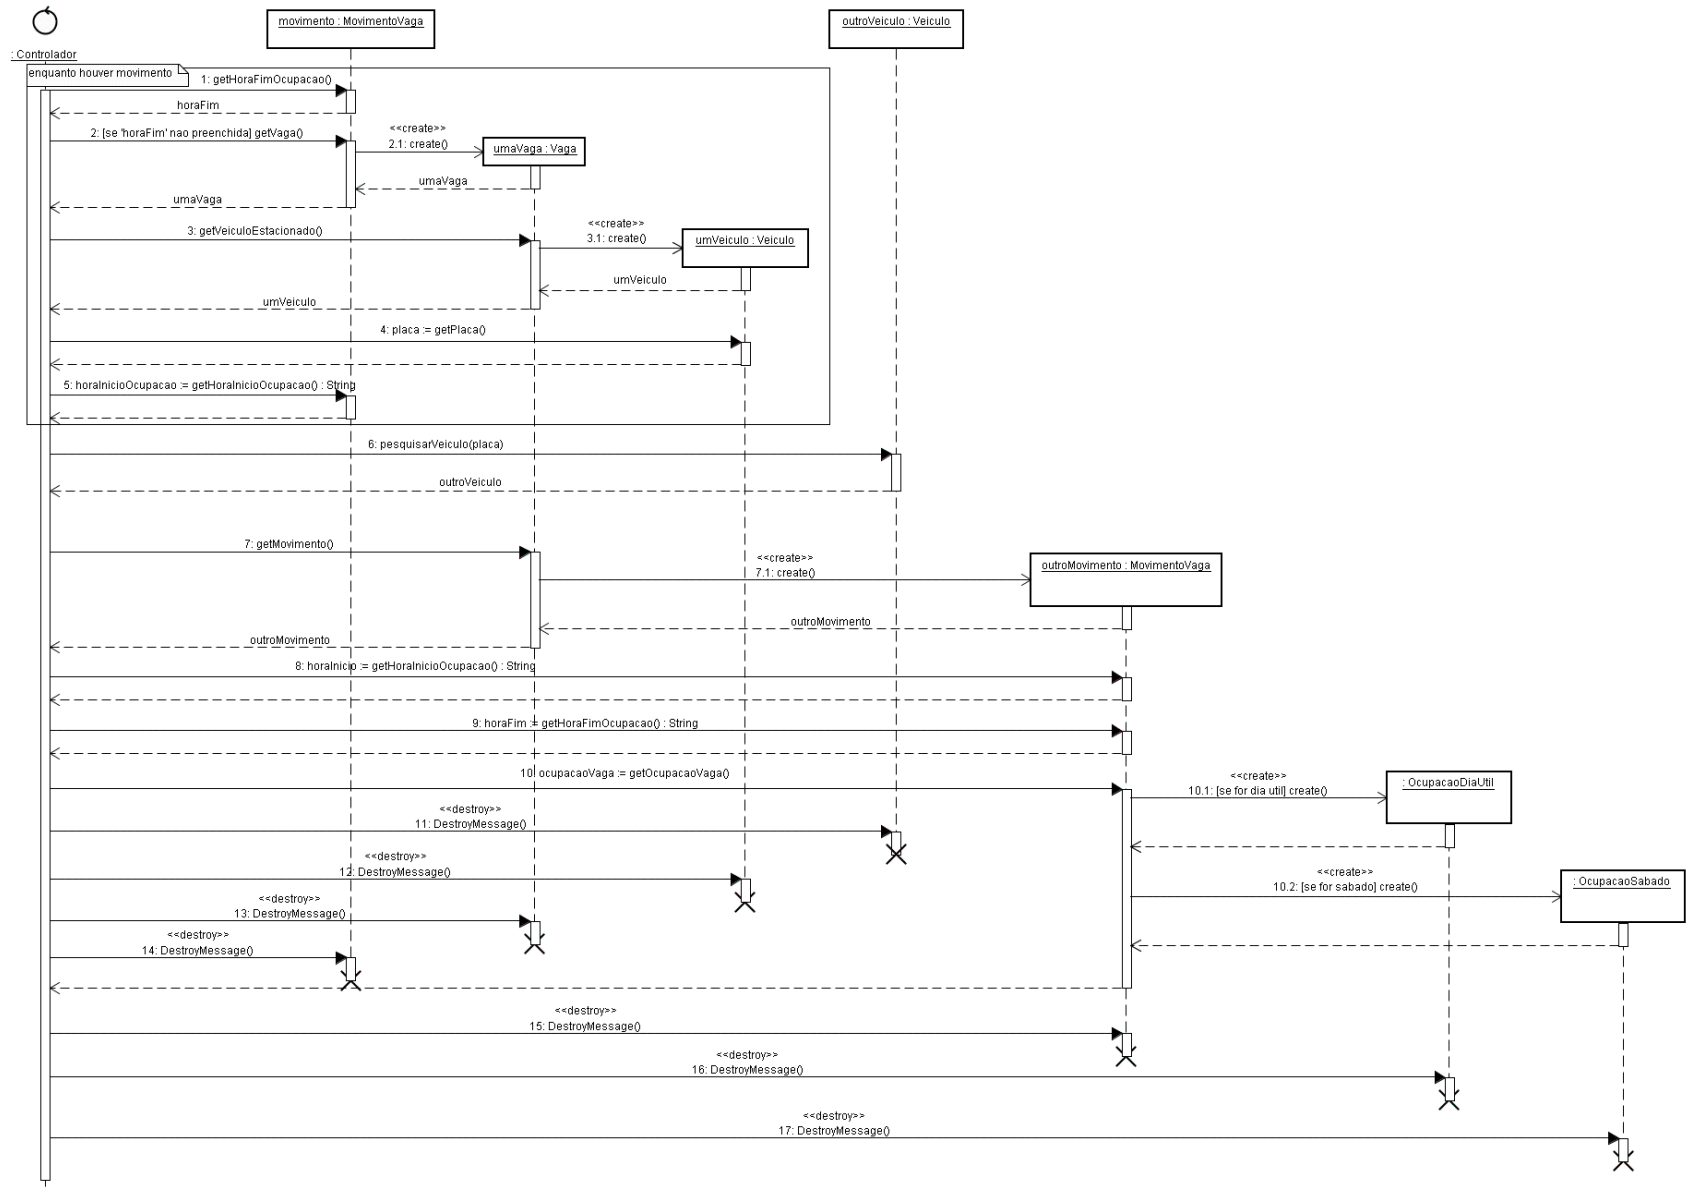 movimento : MovimentoVaga
outroVeiculo : Veiculo
: Controlador
enquanto houver movimento
1: getHoraFimOcupacao()
horaFim
2: [se 'horaFim' nao preenchida] getVaga()
<<create>>
2.1: create()
umaVaga : Vaga
umaVaga
umaVaga
3: getVeiculoEstacionado()
<<create>>
3.1: create()
umVeiculo : Veiculo
umVeiculo
umVeiculo
4: placa := getPlaca()
5: horaInicioOcupacao := getHoraInicioOcupacao() : String
6: pesquisarVeiculo(placa)
outroVeiculo
7: getMovimento()
<<create>>
7.1: create()
outroMovimento : MovimentoVaga
outroMovimento
outroMovimento
8: horaInicio := getHoraInicioOcupacao() : String
9: horaFim := getHoraFimOcupacao() : String
10: ocupacaoVaga := getOcupacaoVaga()
<<create>>
10.1: [se for dia util] create()
: OcupacaoDiaUtil
<<destroy>>
11: DestroyMessage()
<<destroy>>
12: DestroyMessage()
<<create>>
10.2: [se for sabado] create()
: OcupacaoSabado
<<destroy>>
13: DestroyMessage()
<<destroy>>
14: DestroyMessage()
<<destroy>>
15: DestroyMessage()
<<destroy>>
16: DestroyMessage()
<<destroy>>
17: DestroyMessage()